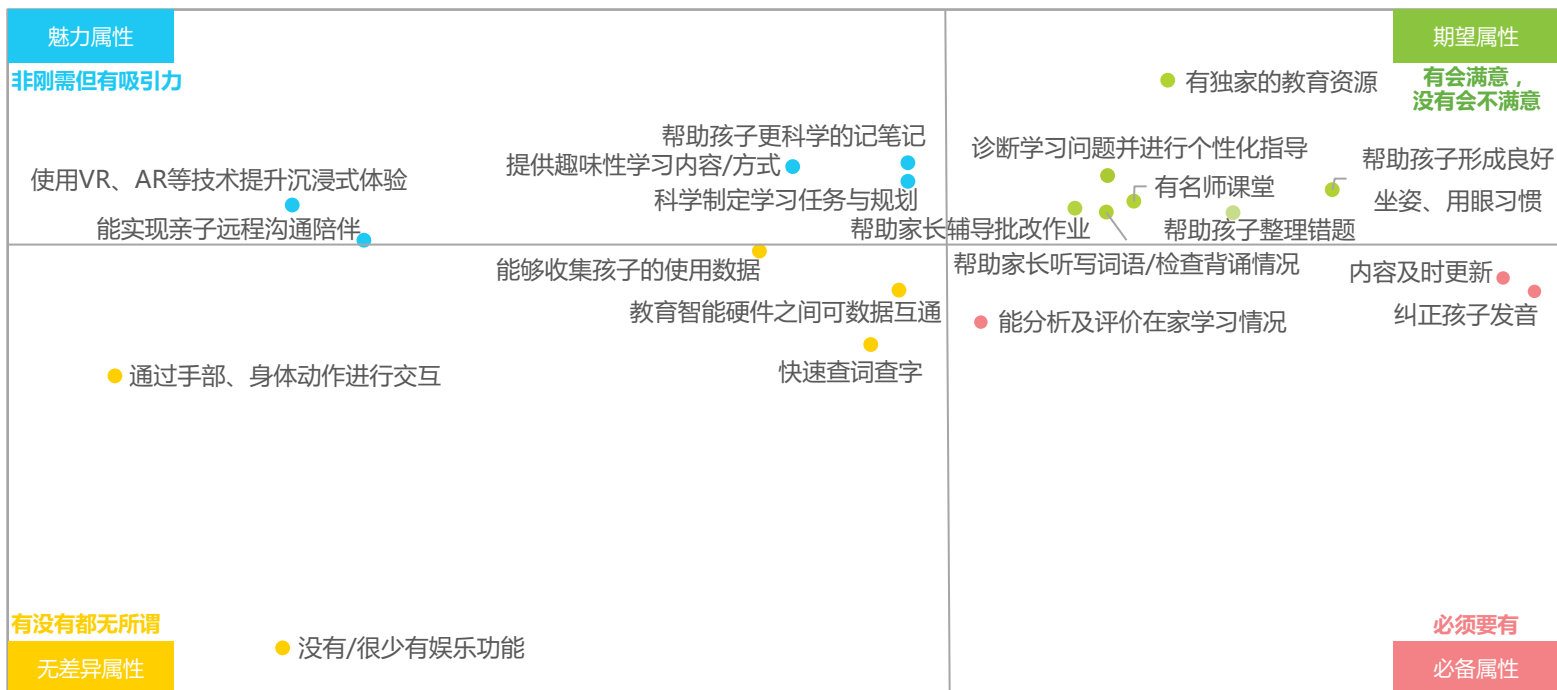 魅力属性
非刚需但有吸引力
期望属性
有会满意，
没有会不满意
有独家的教育资源
帮助孩子更科学的记笔记
提供趣味性学习内容/方式
科学制定学习任务与规划
使用VR、AR等技术提升沉浸式体验
能实现亲子远程沟通陪伴
诊断学习问题并进行个性化指导
有名师课堂
帮助孩子形成良好
坐姿、用眼习惯
帮助家长辅导批改作业
帮助孩子整理错题
帮助家长听写词语/检查背诵情况
能够收集孩子的使用数据
教育智能硬件之间可数据互通
快速查词查字
通过手部、身体动作进行交互
内容及时更新
纠正孩子发音
能分析及评价在家学习情况
有没有都无所谓
无差异属性
没有/很少有娱乐功能
必须要有
必备属性